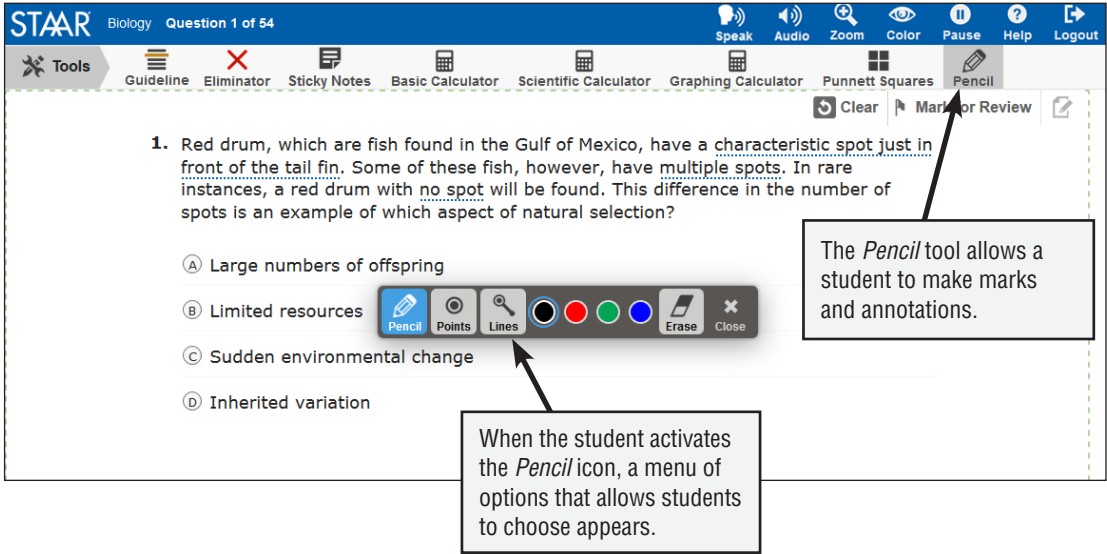 STAAR Biology Question 1 of 54 Speak Audio Zoom Color Pause Help Logout
Tools Guideline Eliminator Sticky Notes Basic Calculator Scientific Calculator Graphing Calculator Punnett Squares Pencil
Clear Mark for Review
1. Red drum, which are fish found in the Gulf of Mexico, have a characteristic spot just in
front of the tail fin. Some of these fish, however, have multiple spots. In rare
instances, a red drum with no spot will be found. This difference in the number of
spots is an example of which aspect of natural selection?
The Pencil tool allows a
student to make marks
and annotations.
A Large numbers of offspring
B Limited resources
Pencil Points Lines Erase Close
C Sudden environmental change
D Inherited variation
When the student activates
the Pencil icon, a menu of
options that allows students
to choose appears.